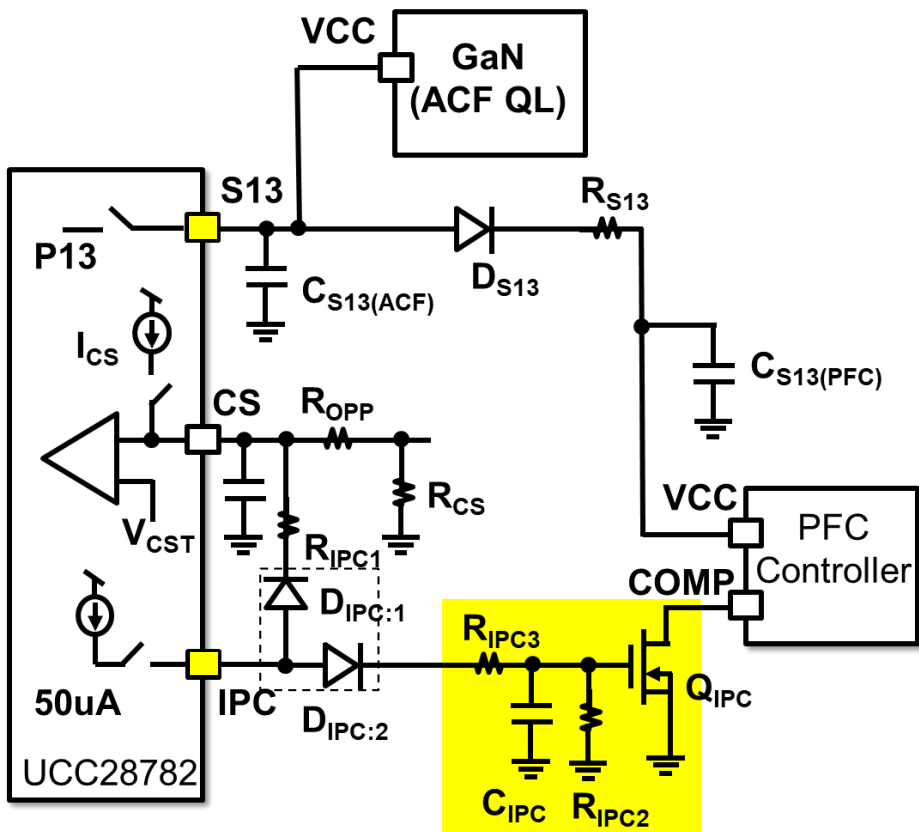 VCC
GaN
(ACF QL)
S13
R_S13
P13
D_S13
C_S13(ACF)
I_CS
C_S13(PFC)
CS
R_OPP
R_CS
V_CST
VCC
PFC
Controller
R_IPC1
COMP
D_IPC:1
R_IPC3
Q_IPC
50uA
IPC
D_IPC:2
UCC28782
C_IPC
R_IPC2